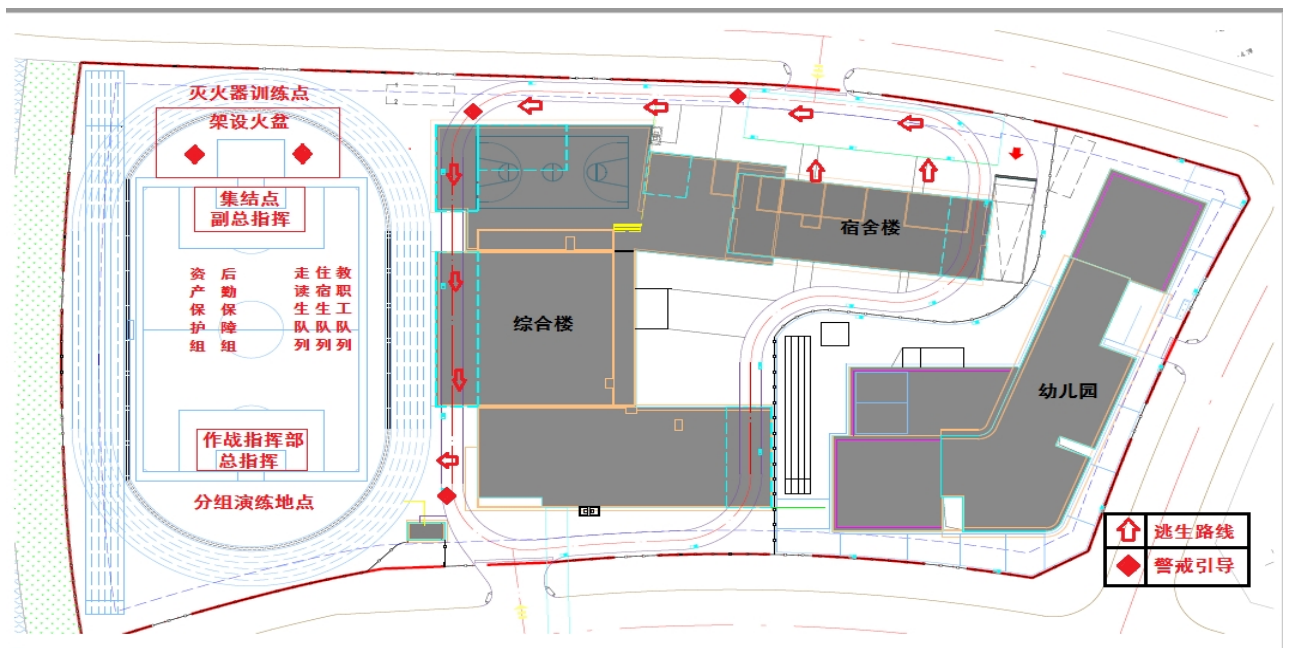 灭火器训练点
架设火盆
集结点
副总指挥
资产保护组
后勤保障组
走读生队列
住宿生队列
教职工队列
作战指挥部
总指挥
分组演练地点
综合楼
宿舍楼
幼儿园
逃生路线
警戒引导
1
2